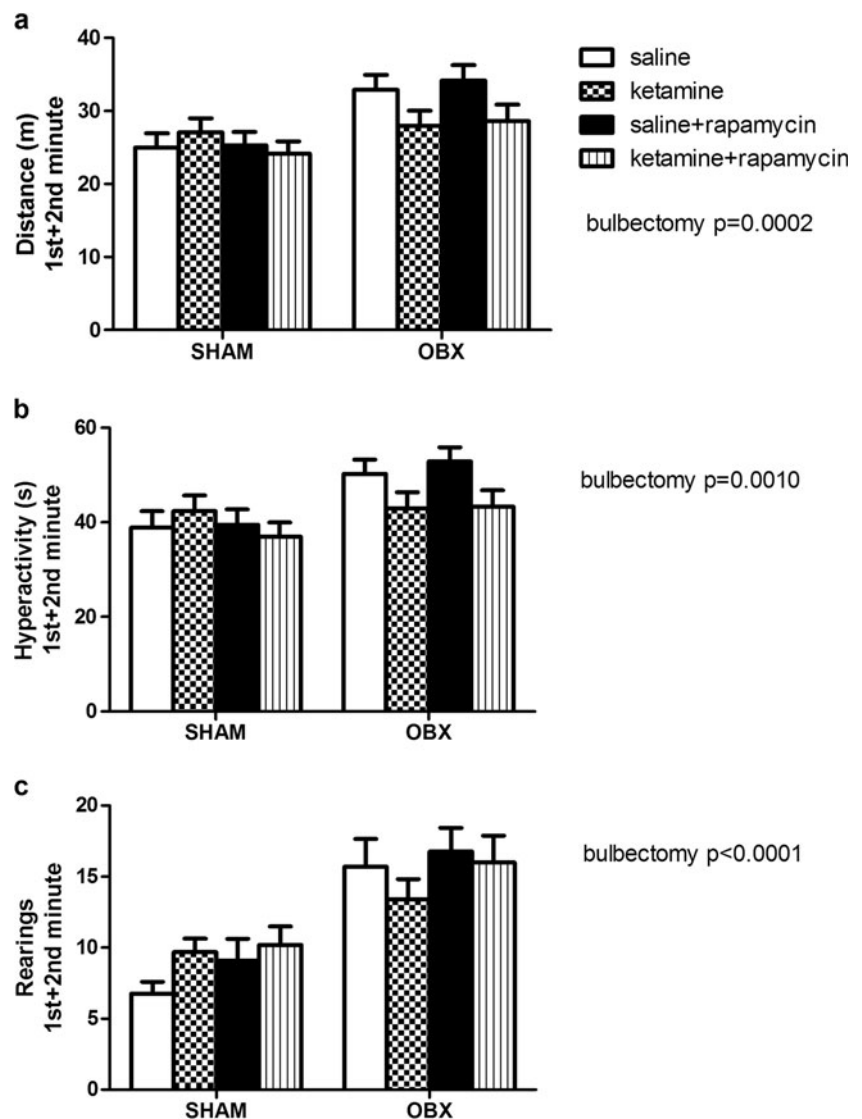 a
Distance (m)
1st+2nd minute
40
30
20
10
0
SHAM
OBX
saline
ketamine
saline+rapamycin
ketamine+rapamycin
bulbectomy p=0.0002
b
Hyperactivity (s)
1st+2nd minute
60
40
20
0
SHAM
OBX
bulbectomy p=0.0010
c
Rearings
1st+2nd minute
20
15
10
5
0
SHAM
OBX
bulbectomy p<0.0001